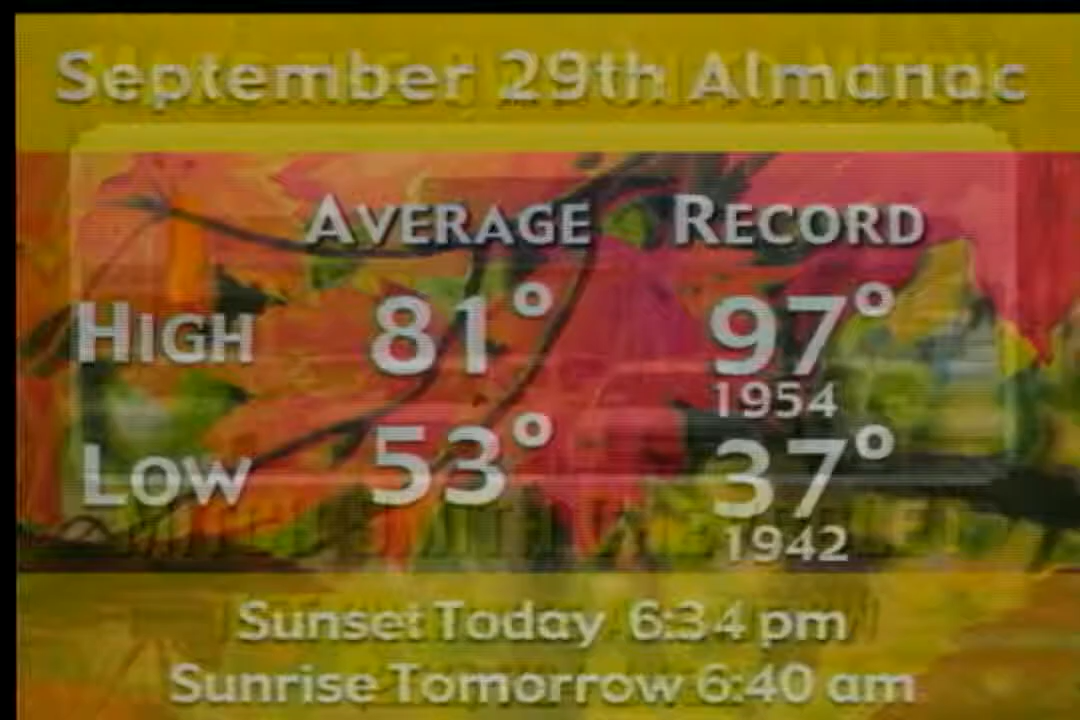 September 29th Almanac
AVERAGE RECORD
HIGH 81° 97°
1954
LOW 53° 37°
1942
Sunset Today 6:34 pm
Sunrise Tomorrow 6:40 am